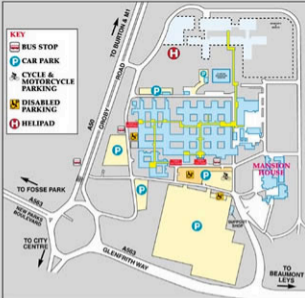 TO BURTON & M1
KEY
BUS STOP
P CAR PARK
CYCLE &
MOTORCYCLE
PARKING
DISABLED
PARKING
H HELIPAD
H
A50
GROBY
ROAD
P
P
P
P
P
MANSION
HOUSE
TO FOSSE PARK
A563
NEW PARKS
BOULEVARD
TO CITY
CENTRE
A563
GLENFRITH WAY
TO
BEAUMONT
LEYS